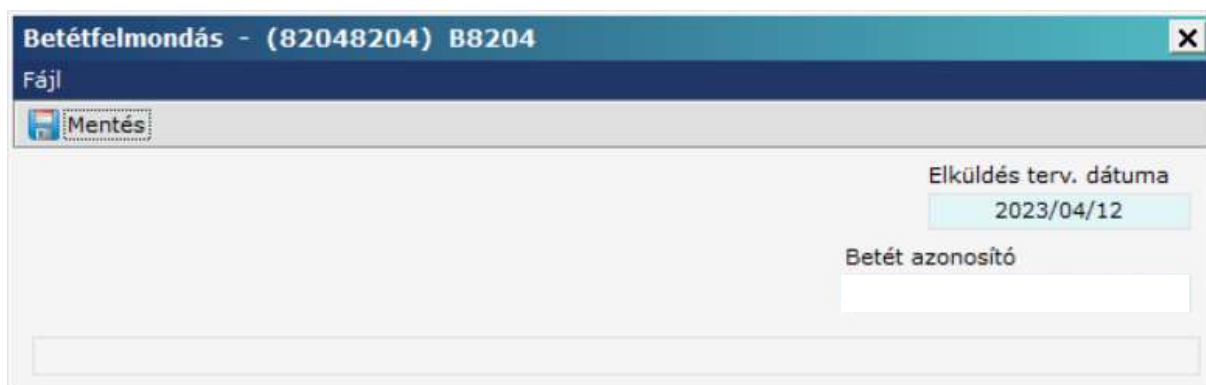 Betétfelmondás - (82048204) B8204
Fájl
Mentés
Elküldés terv. dátuma
2023/04/12
Betét azonosító